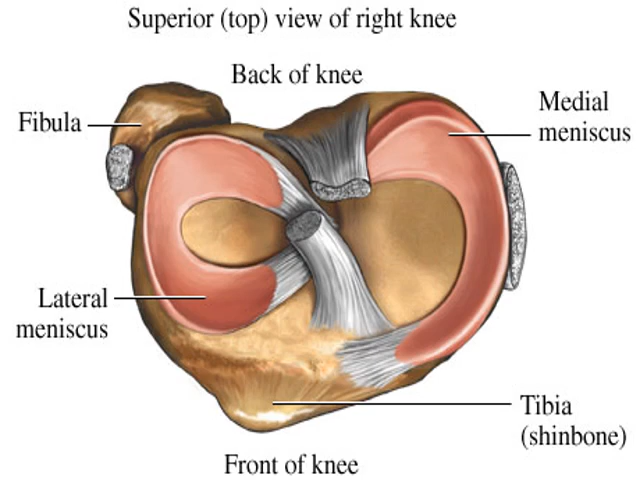 Superior (top) view of right knee
Back of knee
Fibula
Medial
meniscus
Lateral
meniscus
Tibia
(shinbone)
Front of knee